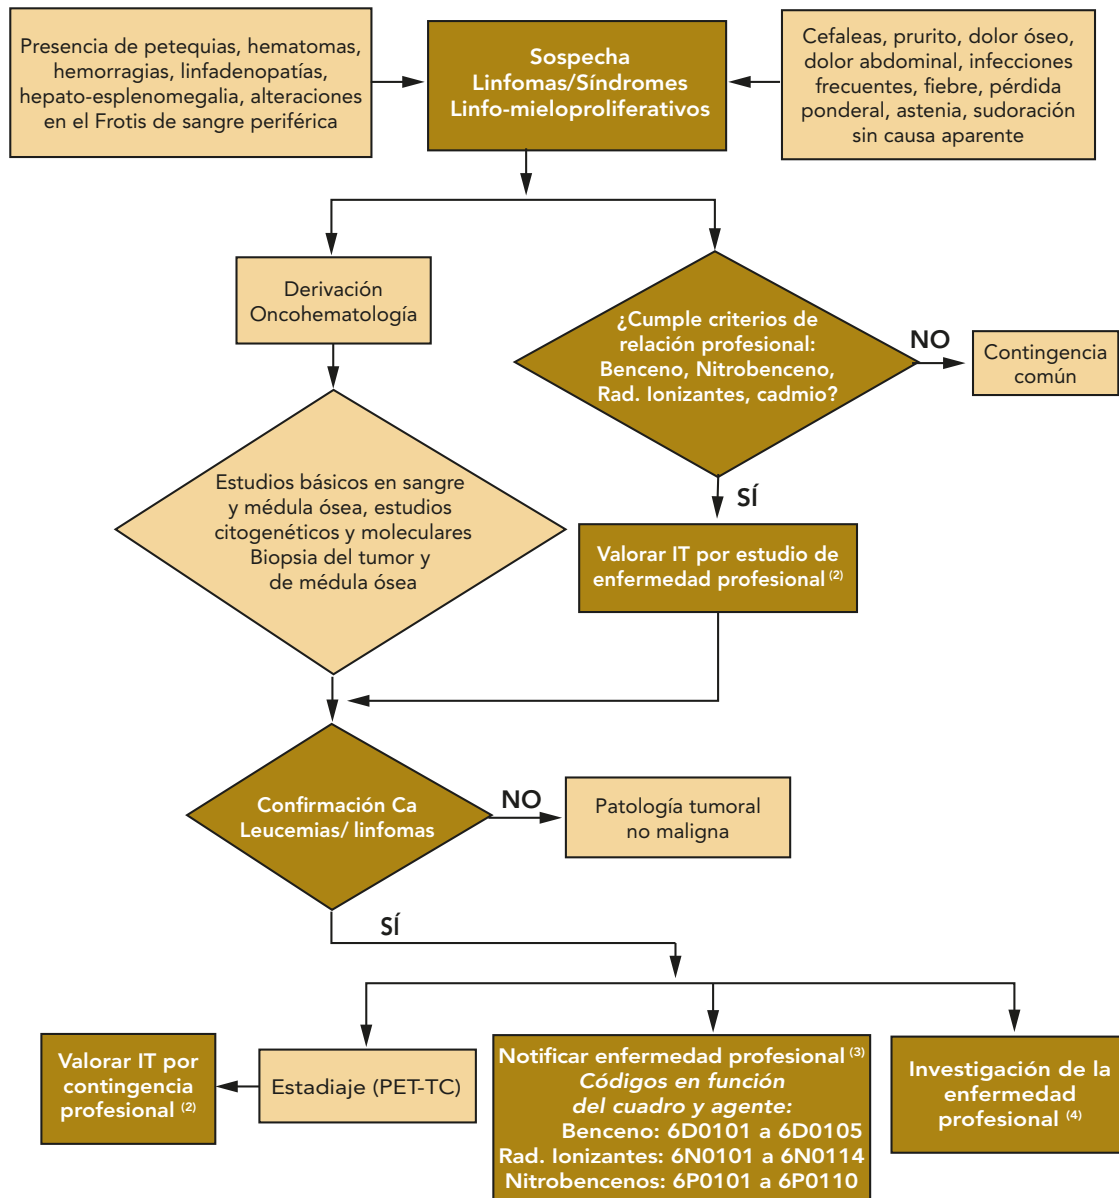 Presencia de petequias, hematomas,
hemorragias, linfadenopatías,
hepato-esplenomegalia, alteraciones
en el Frotis de sangre periférica
Sospecha
Linfomas/Síndromes
Linfo-mieloproliferativos
Cefaleas, prurito, dolor óseo,
dolor abdominal, infecciones
frecuentes, fiebre, pérdida
ponderal, astenia, sudoración
sin causa aparente
Derivación
Oncohematología
¿Cumple criterios de
relación profesional:
Benceno, Nitrobenceno,
Rad. Ionizantes, cadmio?
NO
Contingencia
común
SÍ
Estudios básicos en sangre
y médula ósea, estudios
citogenéticos y moleculares
Biopsia del tumor y
de médula ósea
Valorar IT por estudio de
enfermedad profesional (2)
Confirmación Ca
Leucemias/ linfomas
NO
Patología tumoral
no maligna
SÍ
Valorar IT por
contingencia
profesional (2)
Estadiaje (PET-TC)
Notificar enfermedad profesional (3)
Códigos en función
del cuadro y agente:
Benceno: 6D0101 a 6D0105
Rad. Ionizantes: 6N0101 a 6N0114
Nitrobencenos: 6P0101 a 6P0110
Investigación de la
enfermedad
profesional (4)